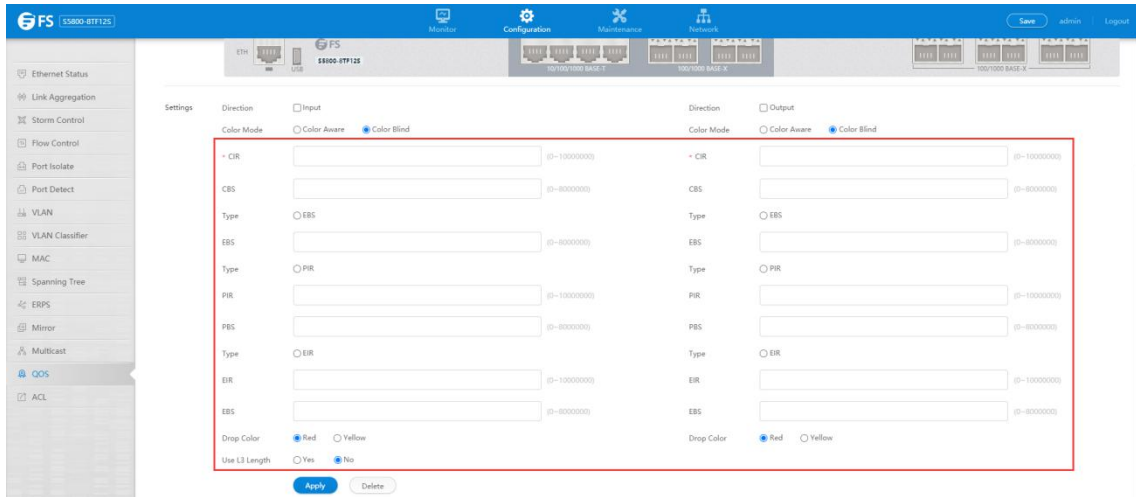 FS S5800-8TF12S Monitor Configuration Maintenance Network Save admin Logout
ETH USB FS S5800-8TF12S 10/100/1000 BASE-T 100/1000 BASE-X 100/1000 BASE-X
Ethernet Status
Link Aggregation
Storm Control
Flow Control
Port Isolate
Port Detect
VLAN
VLAN Classifier
MAC
Spanning Tree
ERPS
Mirror
Multicast
QOS
ACL
Settings Direction Input Direction Output
Color Mode Color Aware Color Blind Color Mode Color Aware Color Blind
* CIR (0~10000000) * CIR (0~10000000)
CBS (0~8000000) CBS (0~8000000)
Type EBS Type EBS
EBS (0~8000000) EBS (0~8000000)
Type PIR Type PIR
PIR (0~10000000) PIR (0~10000000)
PBS (0~8000000) PBS (0~8000000)
Type EIR Type EIR
EIR (0~10000000) EIR (0~10000000)
EBS (0~8000000) EBS (0~8000000)
Drop Color Red Yellow Drop Color Red Yellow
Use L3 Length Yes No
Apply Delete